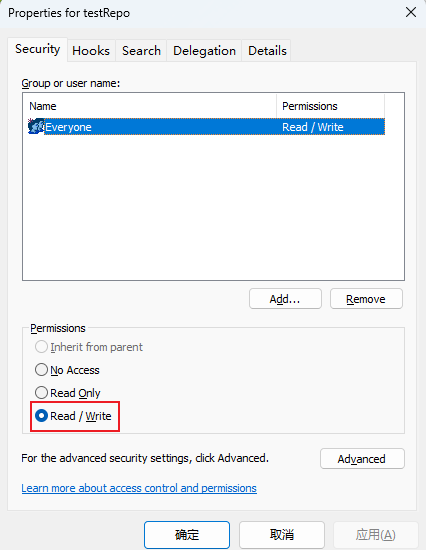 Properties for testRepo
Security Hooks Search Delegation Details
Group or user name:
Name Permissions
Everyone Read / Write
Add... Remove
Permissions
Inherit from parent
No Access
Read Only
Read / Write
For the advanced security settings, click Advanced. Advanced
Learn more about access control and permissions
确定 取消 应用(A)